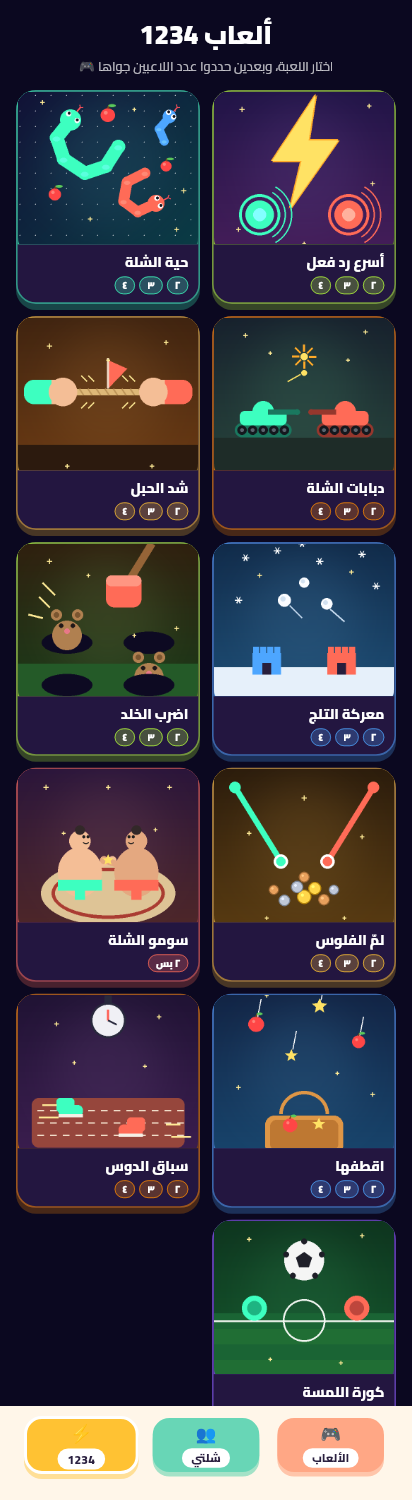 ألعاب 1234
اختار اللعبة، وبعدين حددوا عدد اللاعبين جواها 🎮
أسرع رد فعل
٢ ٣ ٤
حية الشلة
٢ ٣ ٤
دبابات الشلة
٢ ٣ ٤
شد الحبل
٢ ٣ ٤
معركة التلج
٢ ٣ ٤
اضرب الخلد
٢ ٣ ٤
لمّ الفلوس
٢ ٣ ٤
سومو الشلة
٢ بس
اقطفها
٢ ٣ ٤
سباق الدوس
٢ ٣ ٤
كورة اللمسة
الألعاب
شلتي
1234